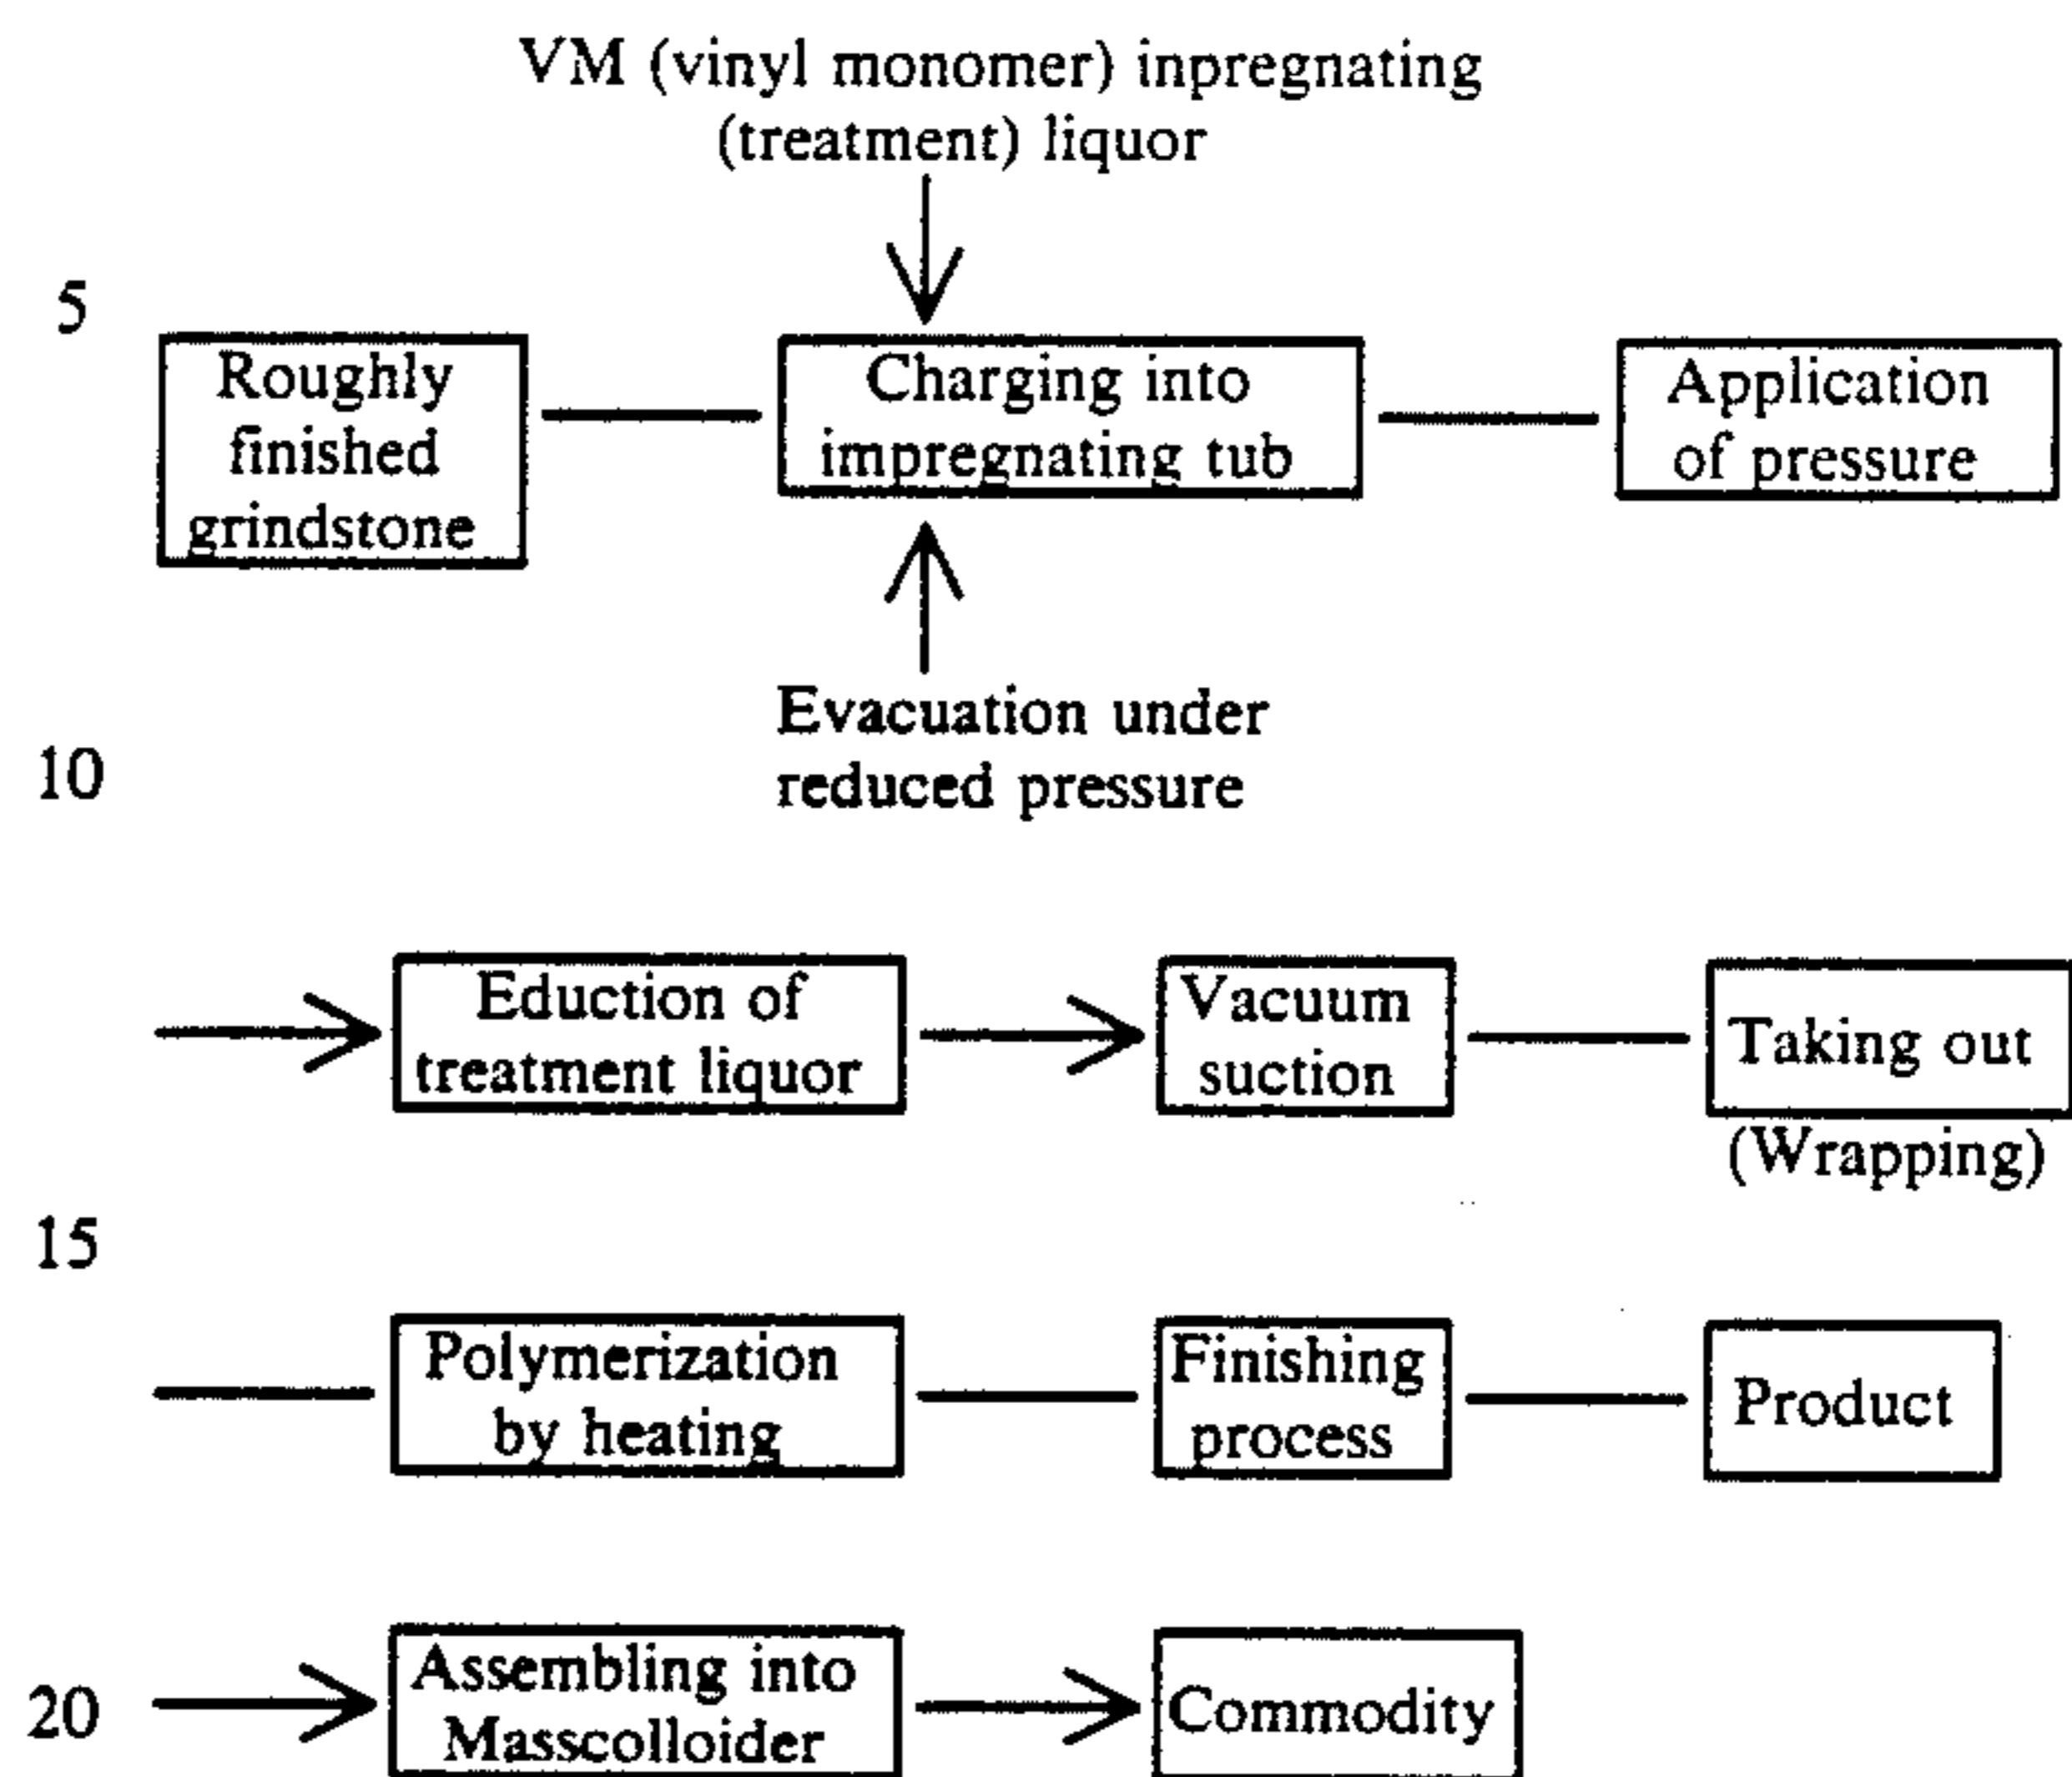 VM (vinyl monomer) inpregnating
(treatment) liquor
5
Roughly
finished
grindstone
Charging into
impregnating tub
Application
of pressure
Evacuation under
reduced pressure
10
Eduction of
treatment liquor
Vacuum
suction
Taking out
(Wrapping)
15
Polymerization
by heating
Finishing
process
Product
20
Assembling into
Masscolloider
Commodity